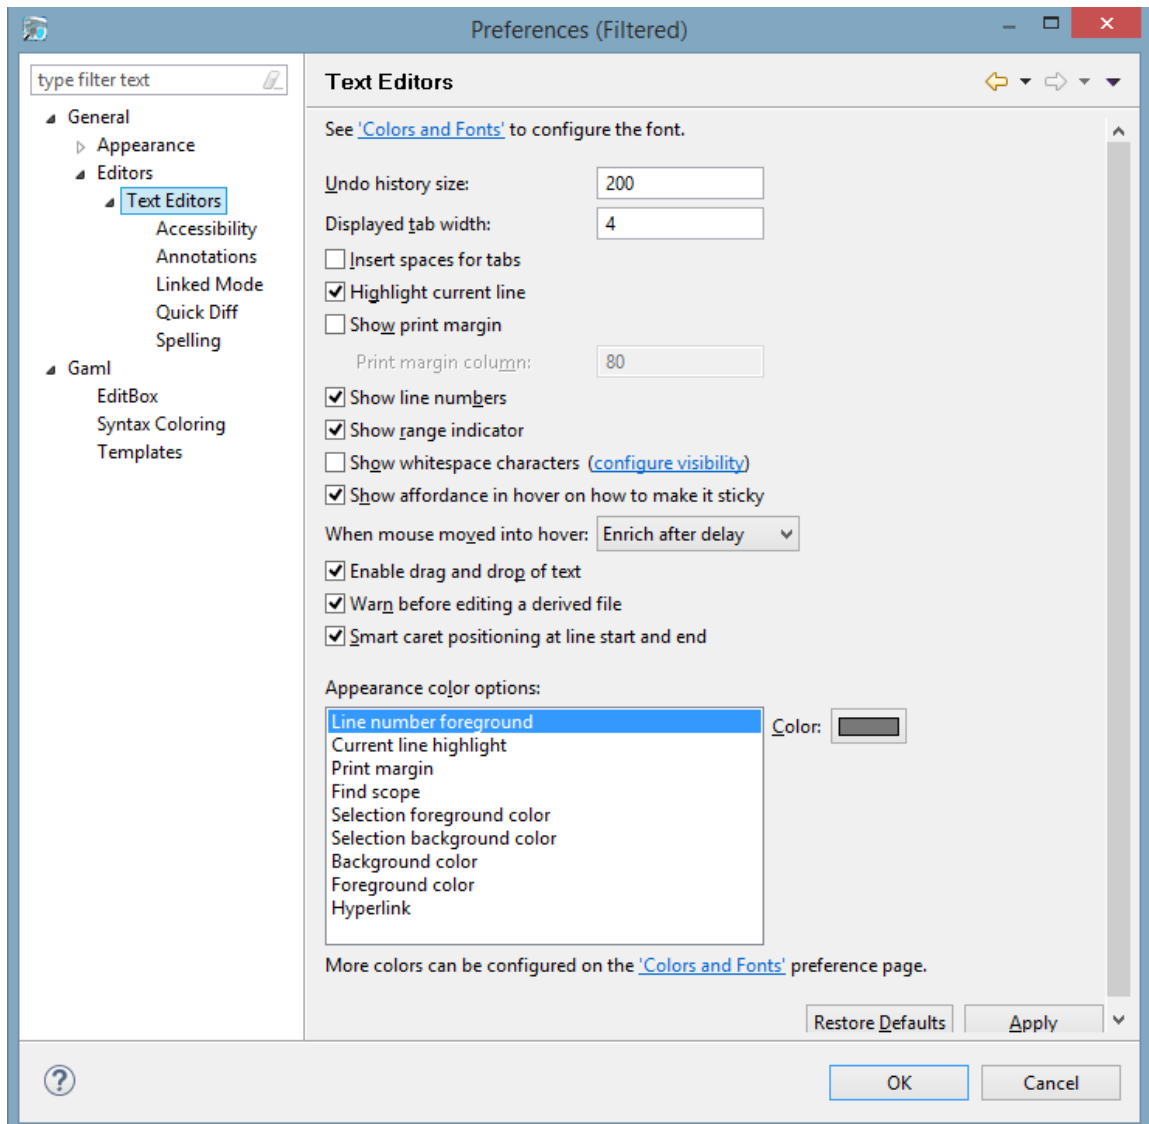 Preferences (Filtered)
type filter text
General
Appearance
Editors
Text Editors
Accessibility
Annotations
Linked Mode
Quick Diff
Spelling
Gaml
EditBox
Syntax Coloring
Templates
Text Editors
See 'Colors and Fonts' to configure the font.
Undo history size: 200
Displayed tab width: 4
Insert spaces for tabs
Highlight current line
Show print margin
Print margin column: 80
Show line numbers
Show range indicator
Show whitespace characters (configure visibility)
Show affordance in hover on how to make it sticky
When mouse moved into hover: Enrich after delay
Enable drag and drop of text
Warn before editing a derived file
Smart caret positioning at line start and end
Appearance color options:
Line number foreground
Current line highlight
Print margin
Find scope
Selection foreground color
Selection background color
Background color
Foreground color
Hyperlink
Color:
More colors can be configured on the 'Colors and Fonts' preference page.
Restore Defaults Apply
? OK Cancel